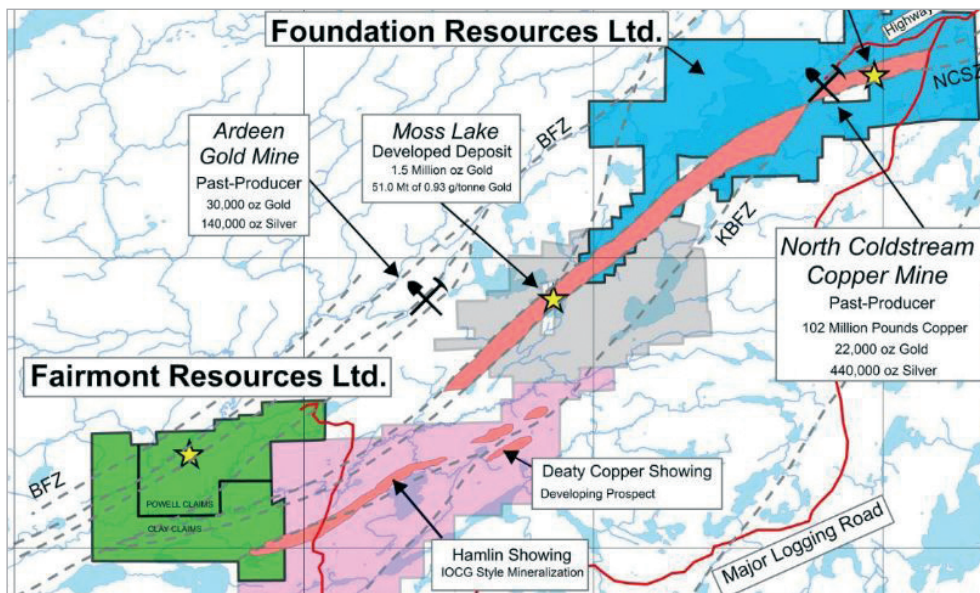 Foundation Resources Ltd.
Highway
NCSZ
BFZ
Ardeen
Gold Mine
Past-Producer
30,000 oz Gold
140,000 oz Silver
Moss Lake
Developed Deposit
1.5 Million oz Gold
51.0 Mt of 0.93 g/tonne Gold
KBFZ
North Coldstream
Copper Mine
Past-Producer
102 Million Pounds Copper
22,000 oz Gold
440,000 oz Silver
Fairmont Resources Ltd.
BFZ
POWELL CLAIMS
CLAY CLAIMS
Deaty Copper Showing
Developing Prospect
Hamlin Showing
IOCG Style Mineralization
Major Logging Road